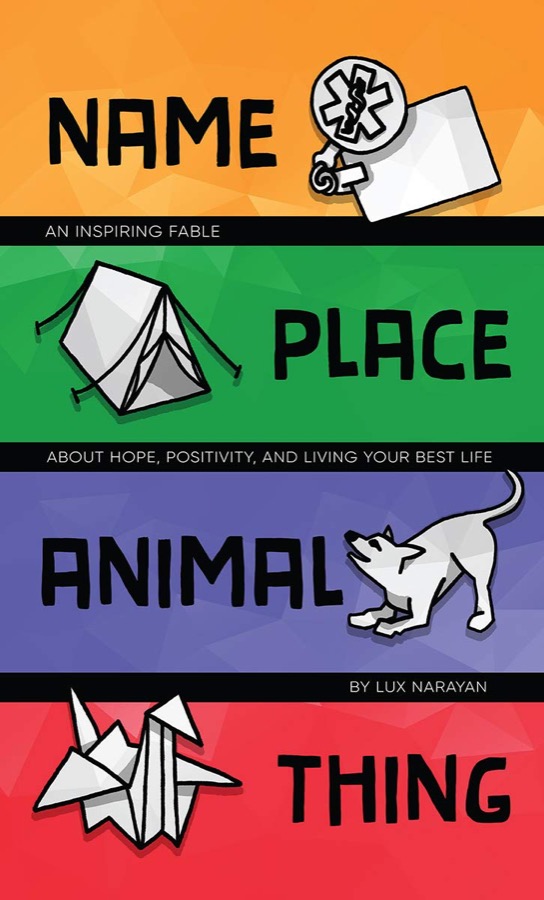 NAME
AN INSPIRING FABLE
PLACE
ABOUT HOPE, POSITIVITY, AND LIVING YOUR BEST LIFE
ANIMAL
BY LUX NARAYAN
THING